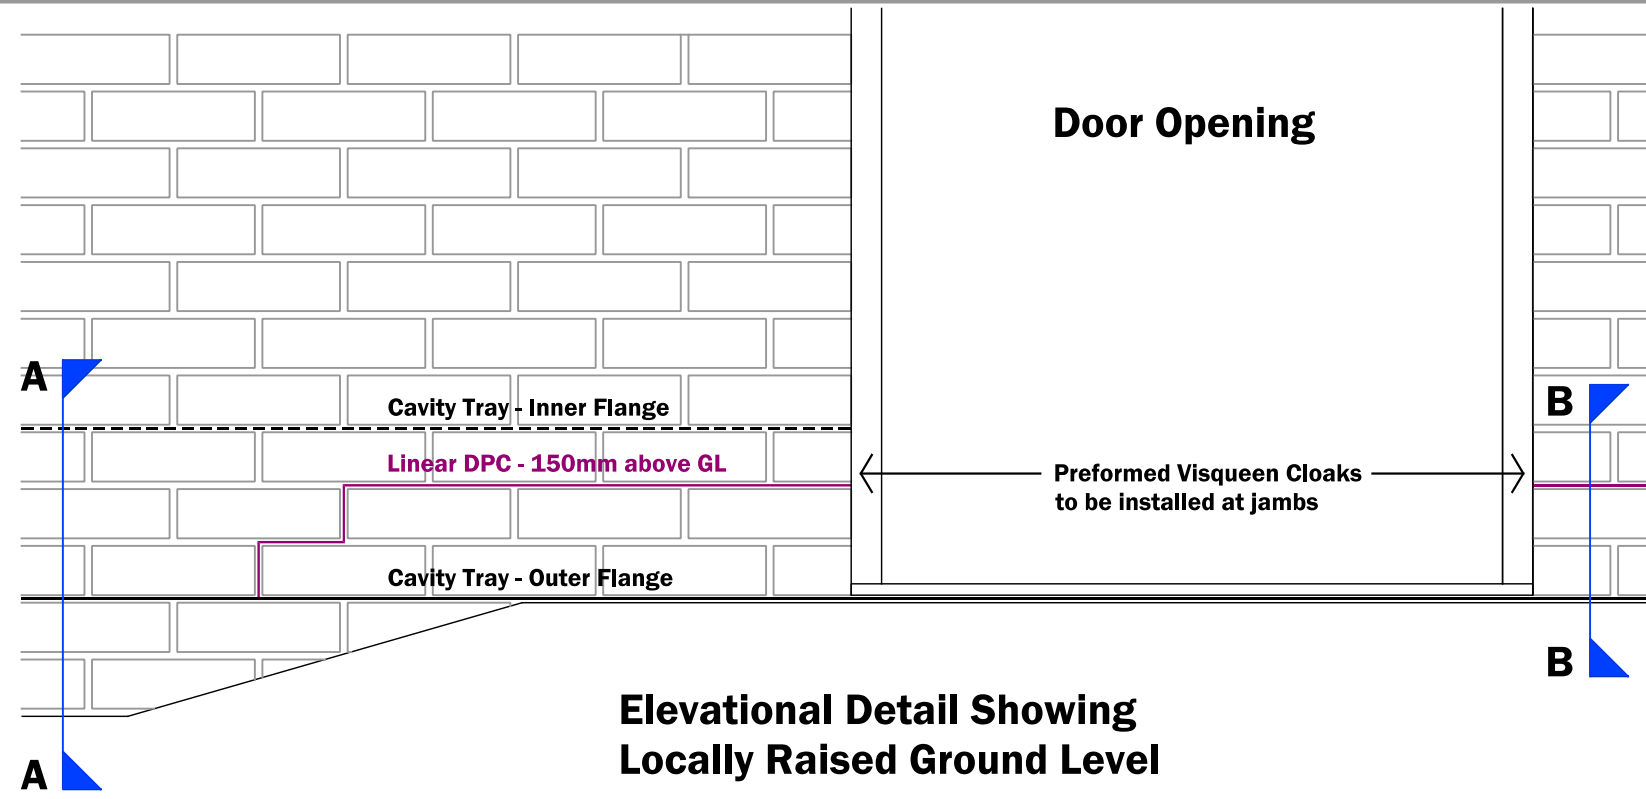 Door Opening
A
Cavity Tray - Inner Flange
B
Linear DPC - 150mm above GL
Preformed Visqueen Cloaks
to be installed at jambs
Cavity Tray - Outer Flange
B
Elevational Detail Showing
Locally Raised Ground Level
A